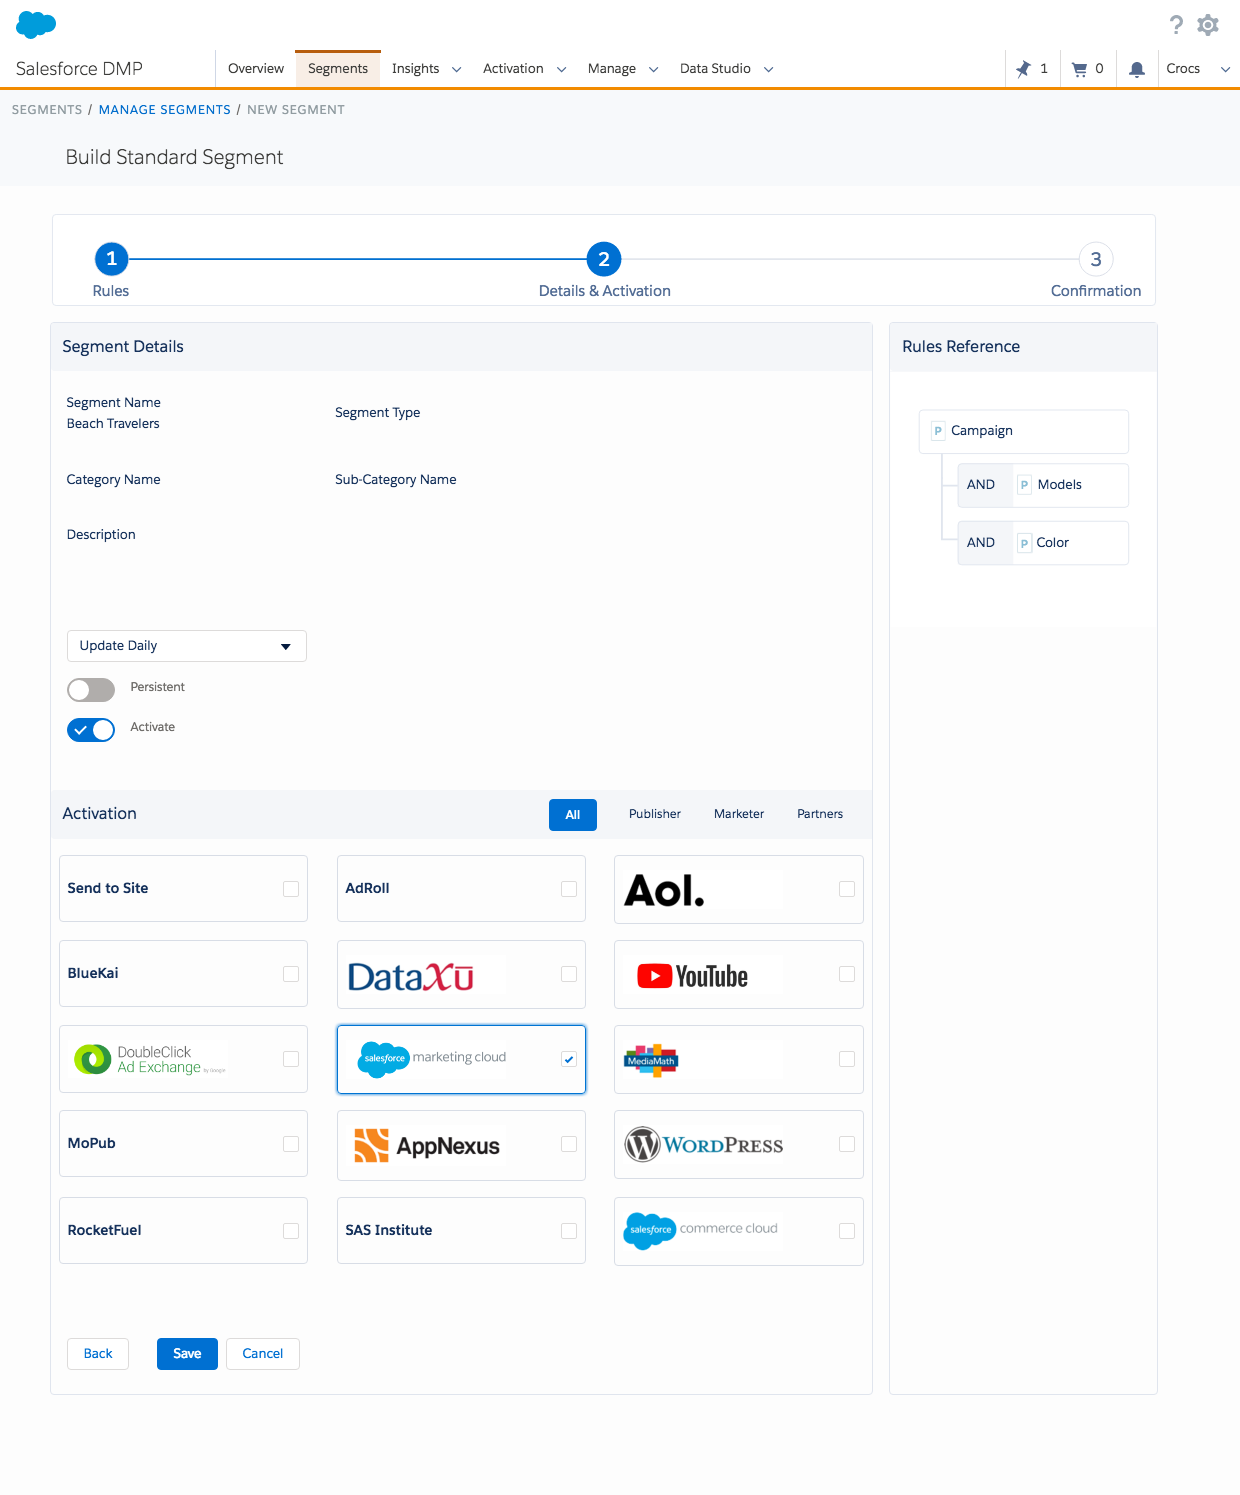 Salesforce DMP
Overview Segments Insights Activation Manage Data Studio 1 0 Crocs
SEGMENTS / MANAGE SEGMENTS / NEW SEGMENT
Build Standard Segment
1 2 3
Rules Details & Activation Confirmation
Segment Details
Rules Reference
Segment Name
Beach Travelers
Segment Type
Category Name
Sub-Category Name
Description
P Campaign
AND P Models
AND P Color
Update Daily
Persistent
Activate
Activation All Publisher Marketer Partners
Send to Site
AdRoll
Aol.
BlueKai
DataXū
YouTube
DoubleClick
Ad Exchange by Google
salesforce marketing cloud
MediaMath
MoPub
AppNexus
WORDPRESS
RocketFuel
SAS Institute
salesforce commerce cloud
Back Save Cancel